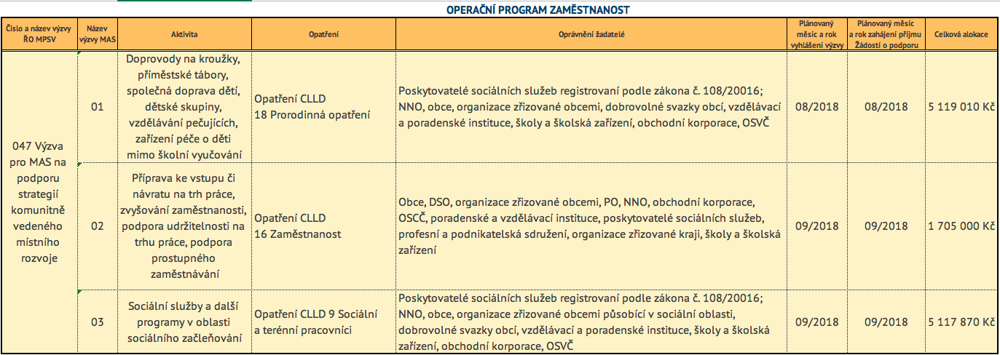 OPERAČNÍ PROGRAM ZAMĚSTNANOST
Číslo a název výzvy
ŘO MPSV
Název
výzvy MAS
Aktivita
Opatření
Oprávnění žadatelé
Plánovaný
měsíc a rok
vyhlášení výzvy
Plánovaný měsíc
a rok zahájení příjmu
Žádostí o podporu
Celková alokace
047 Výzva
pro MAS na
podporu
strategií
komunitně
vedeného
místního
rozvoje
01
Doprovody na kroužky,
příměstské tábory,
společná doprava dětí,
dětské skupiny,
vzdělávání pečujících,
zařízení péče o děti
mimo školní vyučování
Opatření CLLD
18 Prorodinná opatření
Poskytovatelé sociálních služeb registrovaní podle zákona č. 108/20016;
NNO, obce, organizace zřizované obcemi, dobrovolné svazky obcí, vzdělávací
a poradenské instituce, školy a školská zařízení, obchodní korporace, OSVČ
08/2018
08/2018
5 119 010 Kč
02
Příprava ke vstupu či
návratu na trh práce,
zvyšování zaměstnanosti,
podpora udržitelnosti na
trhu práce, podpora
prostupného
zaměstnávání
Opatření CLLD
16 Zaměstnanost
Obce, DSO, organizace zřizované obcemi, PO, NNO, obchodní korporace,
OSČČ, poradenské a vzdělávací instituce, poskytovatelé sociálních služeb,
profesní a podnikatelská sdružení, organizace zřizované kraji, školy a školská
zařízení
09/2018
09/2018
1 705 000 Kč
03
Sociální služby a další
programy v oblasti
sociálního začleňování
Opatření CLLD 9 Sociální
a terénní pracovníci
Poskytovatelé sociálních služeb registrovaní podle zákona č. 108/20016;
NNO, obce, organizace zřizované obcemi působící v sociální oblasti,
dobrovolné svazky obcí, vzdělávací a poradenské instituce, školy a školská
zařízení, obchodní korporace, OSVČ
09/2018
09/2018
5 117 870 Kč